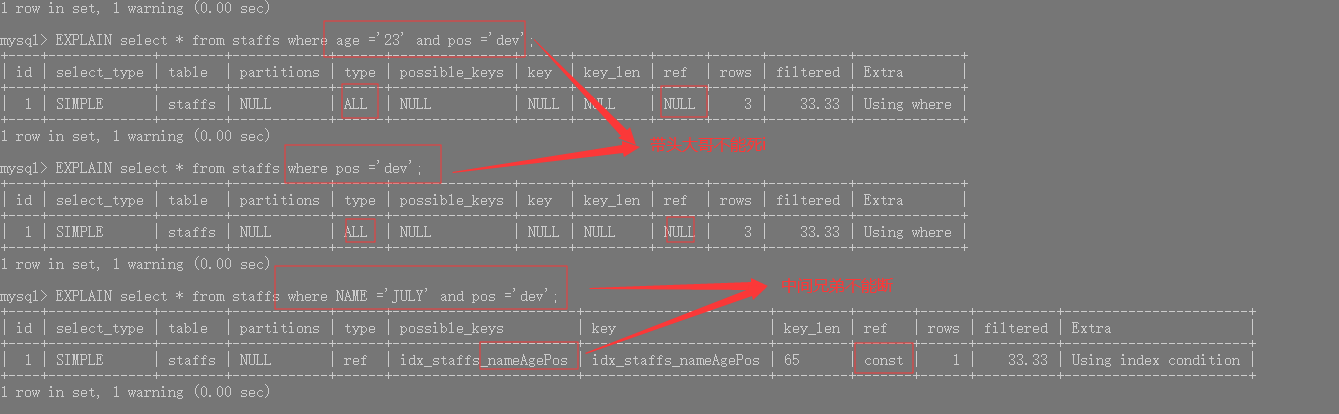 1 row in set, 1 warning (0.00 sec)
mysql> EXPLAIN select * from staffs where age ='23' and pos ='dev';
| id | select_type | table | partitions | type | possible_keys | key | key_len | ref | rows | filtered | Extra |
| 1 | SIMPLE | staffs | NULL | ALL | NULL | NULL | NULL | NULL | 3 | 33.33 | Using where |
1 row in set, 1 warning (0.00 sec)
mysql> EXPLAIN select * from staffs where pos ='dev';
| id | select_type | table | partitions | type | possible_keys | key | key_len | ref | rows | filtered | Extra |
| 1 | SIMPLE | staffs | NULL | ALL | NULL | NULL | NULL | NULL | 3 | 33.33 | Using where |
1 row in set, 1 warning (0.00 sec)
中间兄弟不能断
mysql> EXPLAIN select * from staffs where NAME ='JULY' and pos ='dev';
| id | select_type | table | partitions | type | possible_keys | key | key_len | ref | rows | filtered | Extra |
| 1 | SIMPLE | staffs | NULL | ref | idx_staffs_nameAgePos | idx_staffs_nameAgePos | 65 | const | 1 | 33.33 | Using index condition |
1 row in set, 1 warning (0.00 sec)